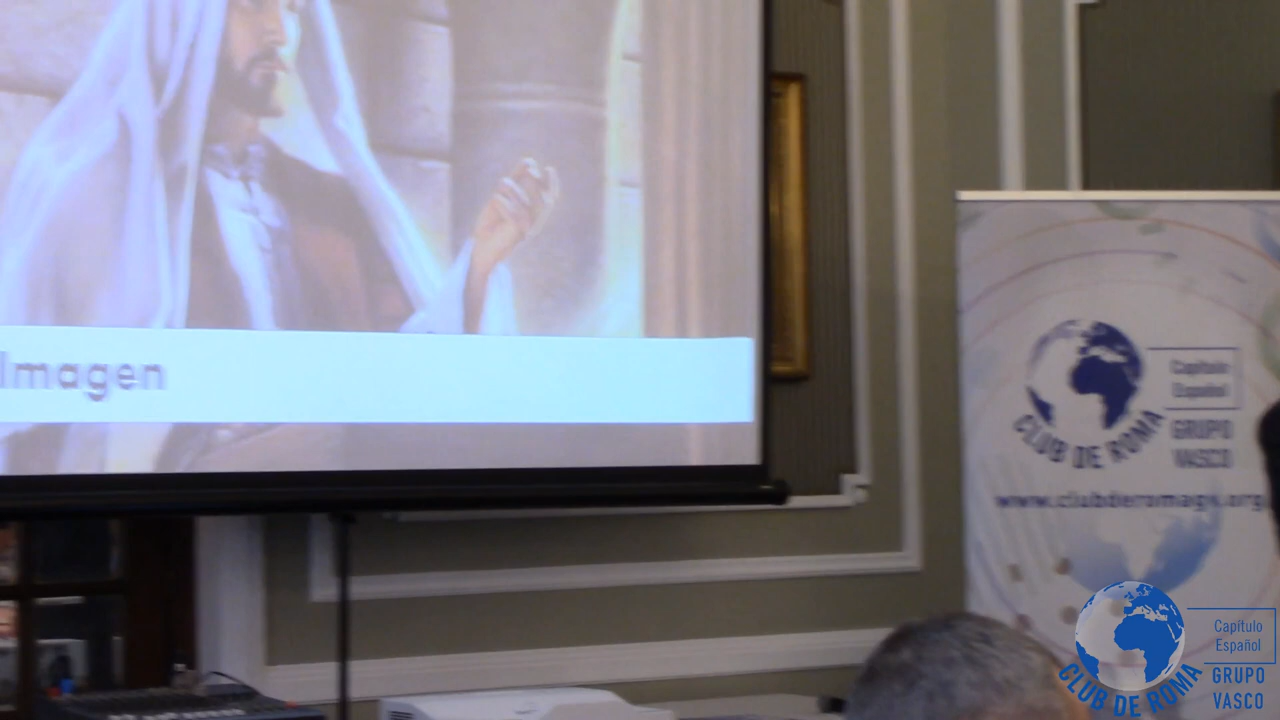 Imagen
Capítulo
Español
CLUB DE ROMA
GRUPO
VASCO
www.clubderomagv.org
Capítulo
Español
CLUB DE ROMA
GRUPO
VASCO